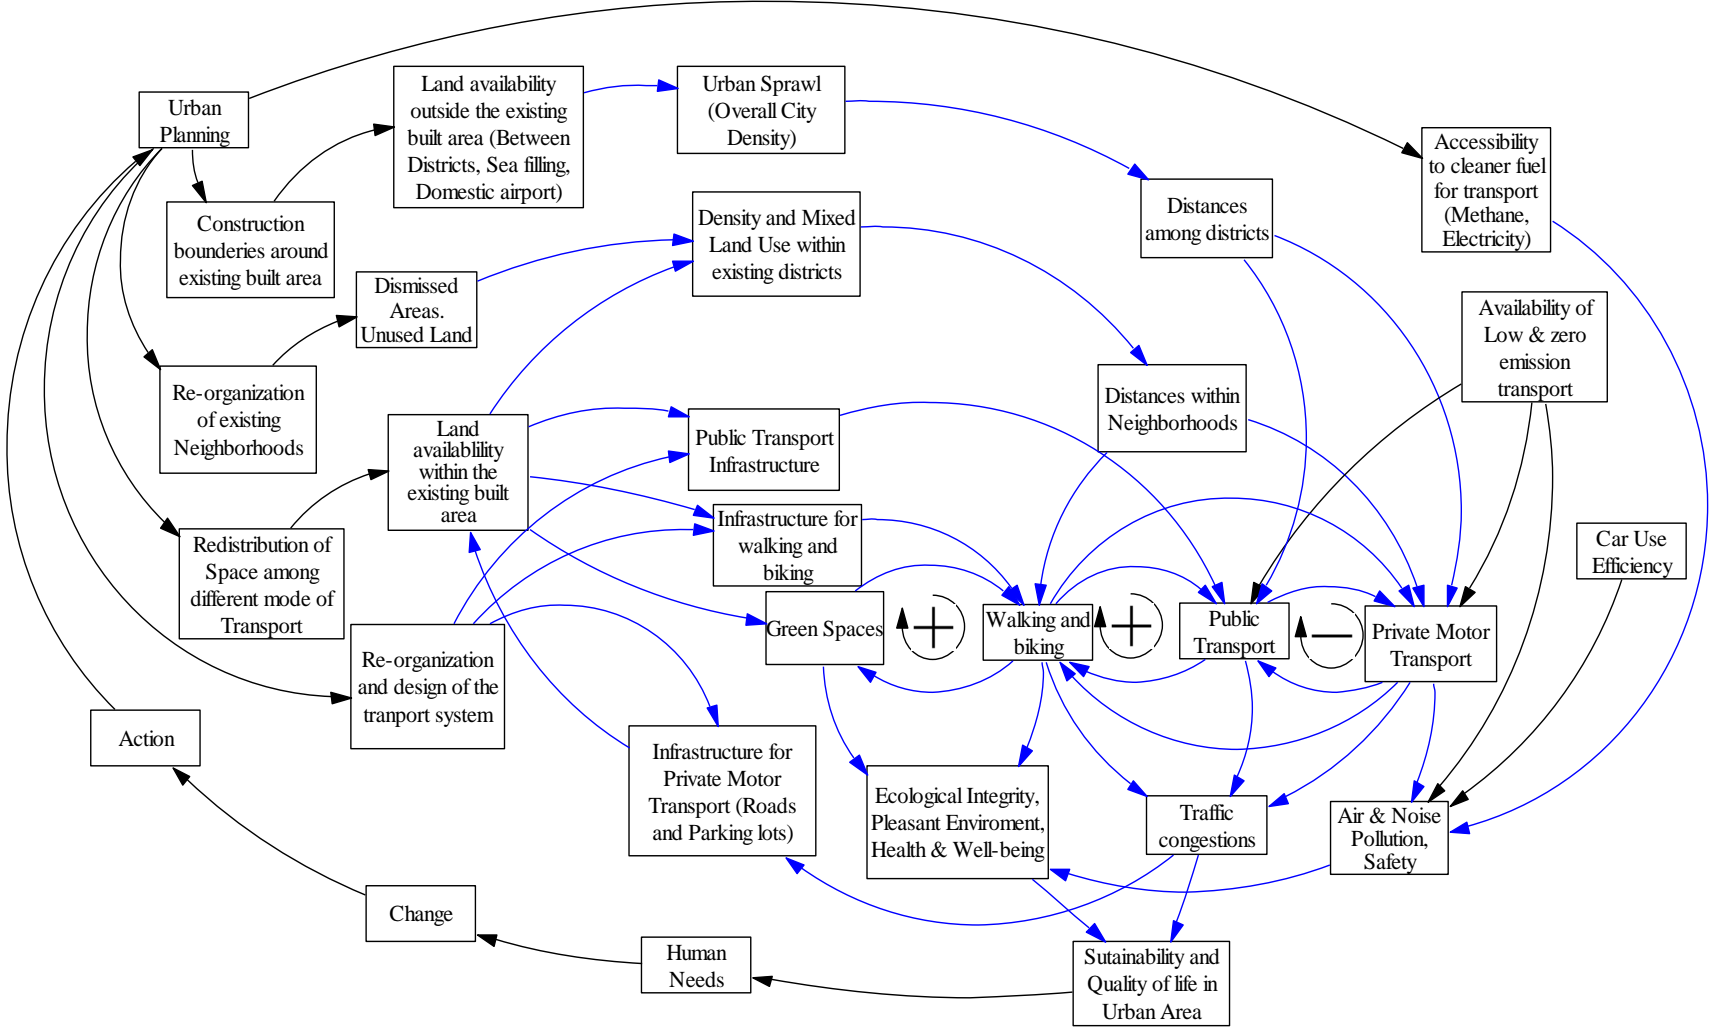 Urban
Planning
Land availability
outside the existing
built area (Between
Districts, Sea filling,
Domestic airport)
Urban Sprawl
(Overall City
Density)
Accessibility
to cleaner fuel
for transport
(Methane,
Electricity)
Construction
bounderies around
existing built area
Density and Mixed
Land Use within
existing districts
Distances
among districts
Dismissed
Areas.
Unused Land
Availability of
Low & zero
emission
transport
Re-organization
of existing
Neighborhoods
Distances within
Neighborhoods
Land
availablility
within the
existing built
area
Public Transport
Infrastructure
Infrastructure for
walking and
biking
Redistribution of
Space among
different mode of
Transport
Car Use
Efficiency
Green Spaces
Walking and
biking
Public
Transport
Private Motor
Transport
Re-organization
and design of the
tranport system
Action
Infrastructure for
Private Motor
Transport (Roads
and Parking lots)
Ecological Integrity,
Pleasant Enviroment,
Health & Well-being
Traffic
congestions
Air & Noise
Pollution,
Safety
Change
Human
Needs
Sutainability and
Quality of life in
Urban Area